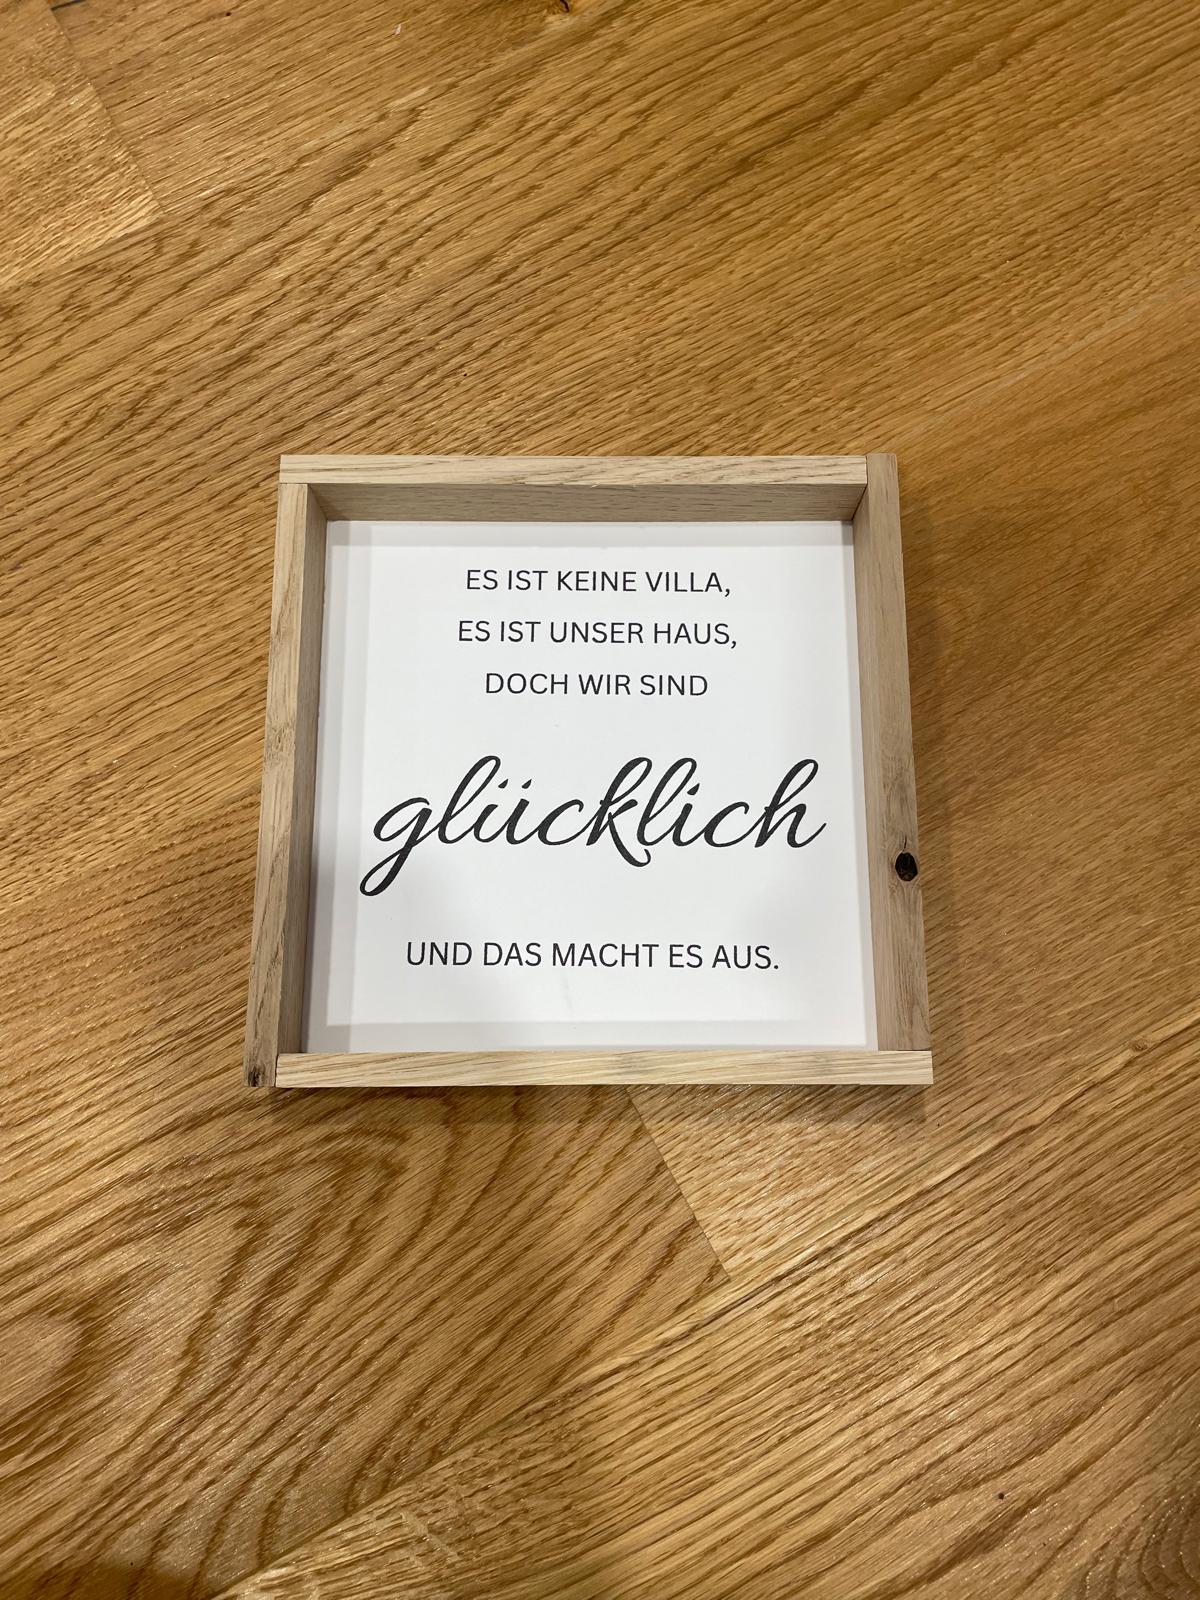 ES IST KEINE VILLA,
ES IST UNSER HAUS,
DOCH WIR SIND
glücklich
UND DAS MACHT ES AUS.